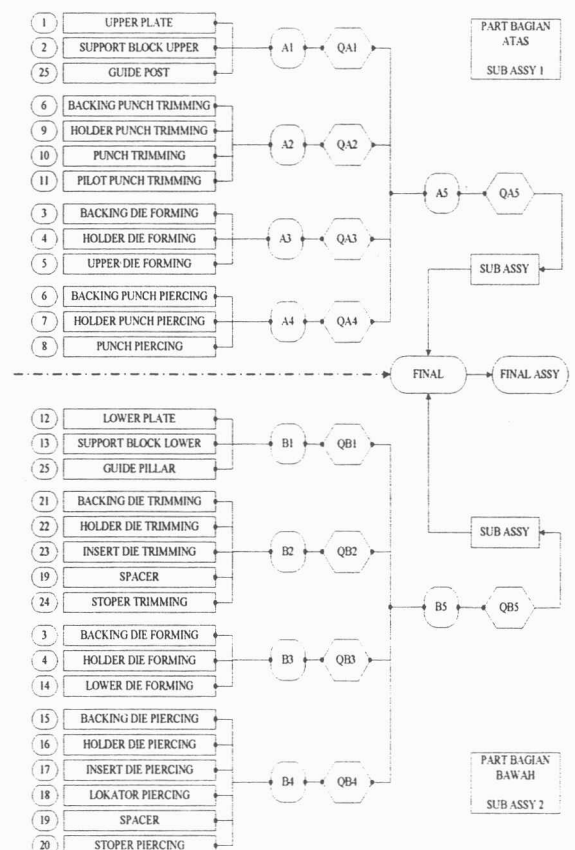 1 UPPER PLATE
2 SUPPORT BLOCK UPPER
25 GUIDE POST
A1 QA1
PART BAGIAN
ATAS
SUB ASSY 1
6 BACKING PUNCH TRIMMING
9 HOLDER PUNCH TRIMMING
10 PUNCH TRIMMING
11 PILOT PUNCH TRIMMING
A2 QA2
3 BACKING DIE FORMING
4 HOLDER DIE FORMING
5 UPPER DIE FORMING
A3 QA3
A5 QA5
6 BACKING PUNCH PIERCING
7 HOLDER PUNCH PIERCING
8 PUNCH PIERCING
A4 QA4
SUB ASSY
FINAL FINAL ASSY
12 LOWER PLATE
13 SUPPORT BLOCK LOWER
25 GUIDE PILLAR
B1 QB1
21 BACKING DIE TRIMMING
22 HOLDER DIE TRIMMING
23 INSERT DIE TRIMMING
19 SPACER
24 STOPER TRIMMING
B2 QB2
SUB ASSY
B5 QB5
3 BACKING DIE FORMING
4 HOLDER DIE FORMING
14 LOWER DIE FORMING
B3 QB3
15 BACKING DIE PIERCING
16 HOLDER DIE PIERCING
17 INSERT DIE PIERCING
18 LOKATOR PIERCING
19 SPACER
20 STOPER PIERCING
B4 QB4
PART BAGIAN
BAWAH
SUB ASSY 2